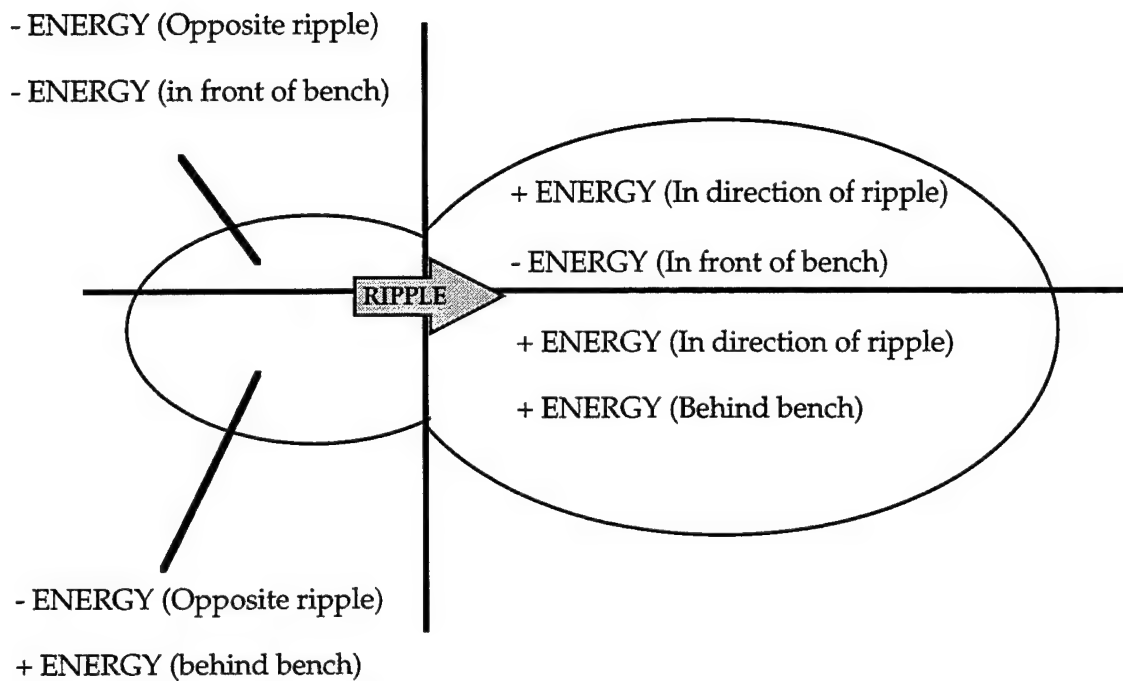 - ENERGY (Opposite ripple)
- ENERGY (in front of bench)
+ ENERGY (In direction of ripple)
- ENERGY (In front of bench)
RIPPLE
+ ENERGY (In direction of ripple)
+ ENERGY (Behind bench)
- ENERGY (Opposite ripple)
+ ENERGY (behind bench)